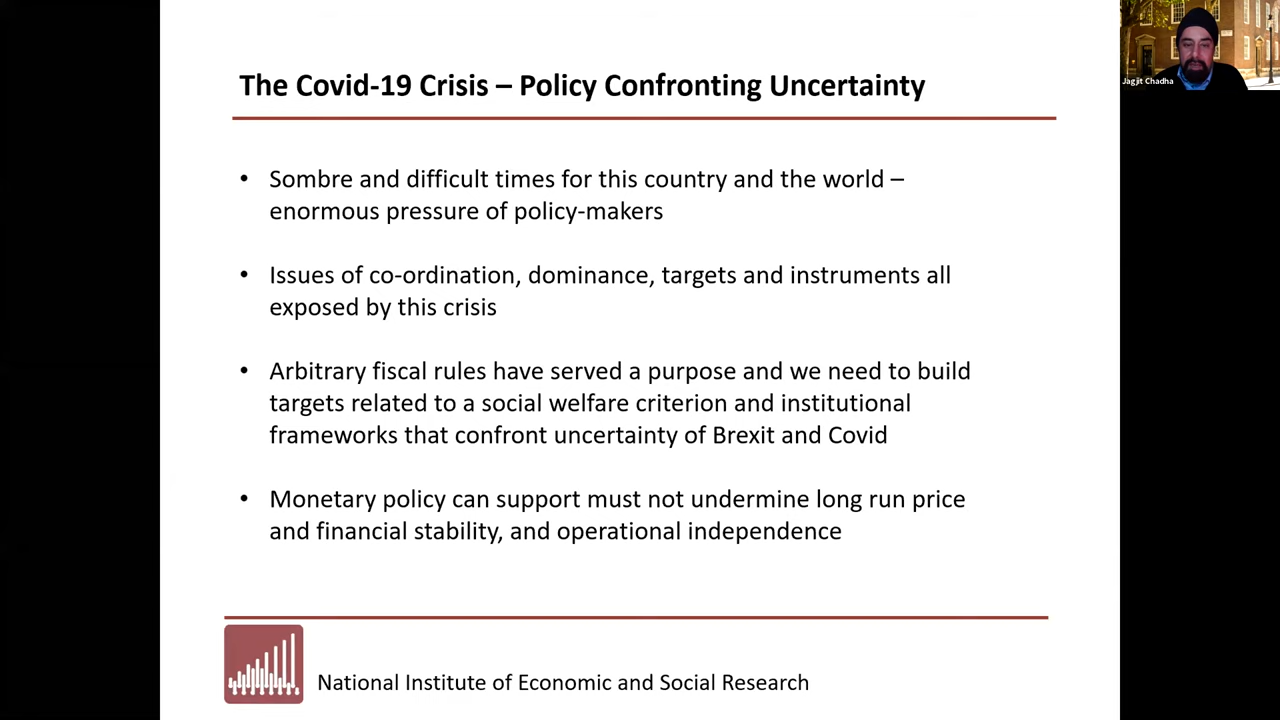 The Covid-19 Crisis – Policy Confronting Uncertainty
Jagjit Chadha
• Sombre and difficult times for this country and the world –
enormous pressure of policy-makers
• Issues of co-ordination, dominance, targets and instruments all
exposed by this crisis
• Arbitrary fiscal rules have served a purpose and we need to build
targets related to a social welfare criterion and institutional
frameworks that confront uncertainty of Brexit and Covid
• Monetary policy can support must not undermine long run price
and financial stability, and operational independence
National Institute of Economic and Social Research